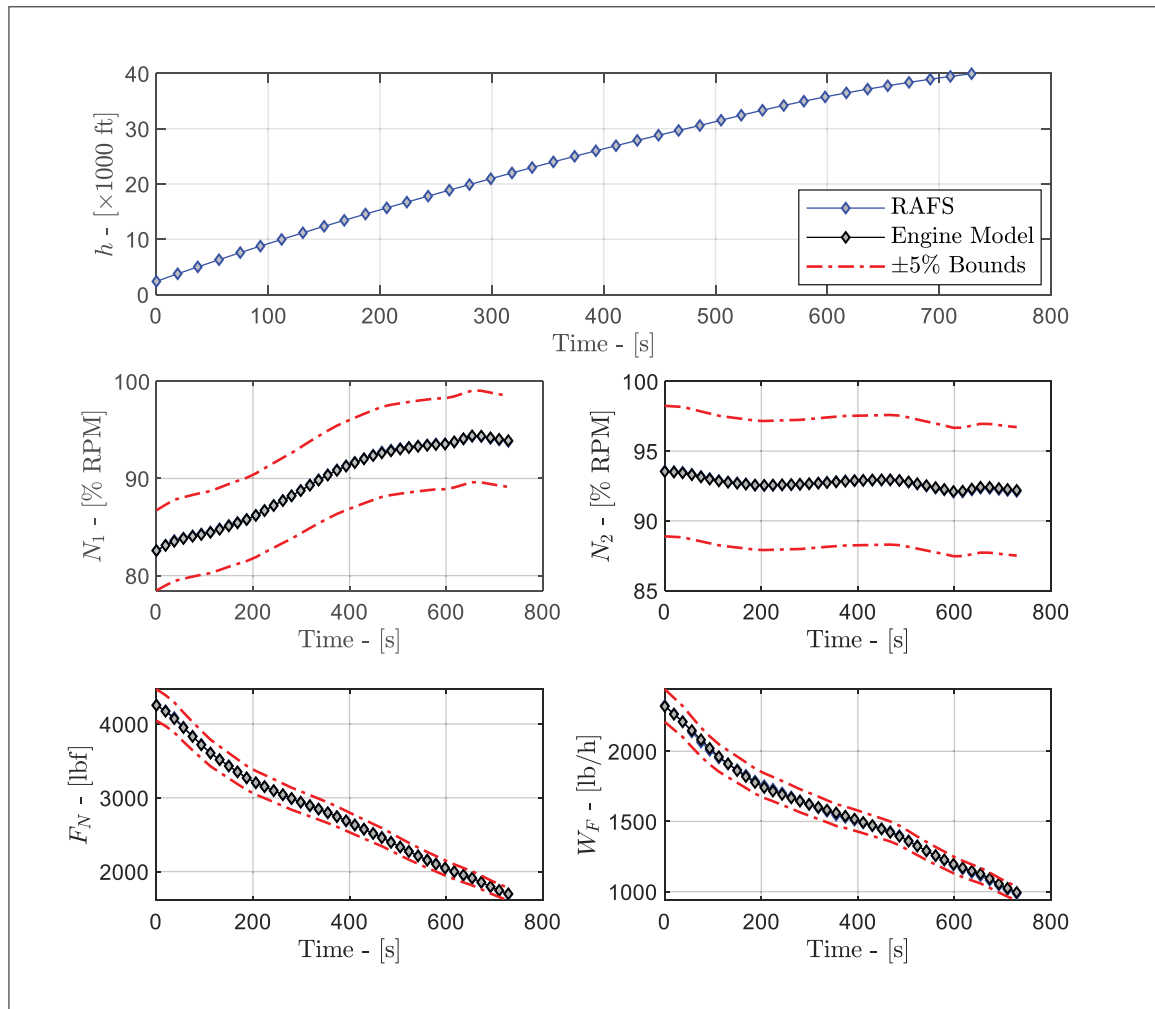 40
30
20
10
0
h - [×1000 ft]
0 100 200 300 400 500 600 700 800
Time - [s]
RAFS
Engine Model
±5% Bounds
100
90
80
N1 - [% RPM]
0 200 400 600 800
Time - [s]
100
95
90
85
N2 - [% RPM]
0 200 400 600 800
Time - [s]
4000
3000
2000
FN - [lbf]
0 200 400 600 800
Time - [s]
2000
1500
1000
WF - [lb/h]
0 200 400 600 800
Time - [s]